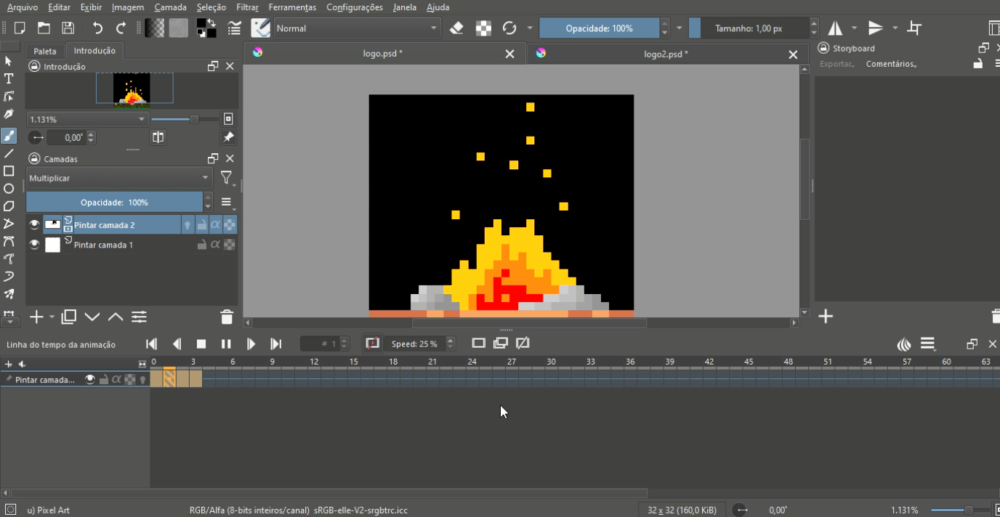 Arquivo Editar Exibir Imagem Camada Seleção Filtrar Ferramentas Configurações Janela Ajuda
Normal Opacidade: 100% Tamanho: 1,00 px
Paleta Introdução
Introdução
1.131%
0,00°
Camadas
Multiplicar
Opacidade: 100%
Pintar camada 2
Pintar camada 1
logo.psd * logo2.psd *
Storyboard
Exportar Comentários
Linha do tempo da animação # 1 Speed: 25 %
0 3 6 9 12 15 18 21 24 27 30 33 36 39 42 45 48 51 54 57 60 63
Pintar camada...
u) Pixel Art RGB/Alfa (8-bits inteiros/canal) sRGB-elle-V2-srgbtrc.icc 32 x 32 (160,0 KiB) 0,00° 1.131%